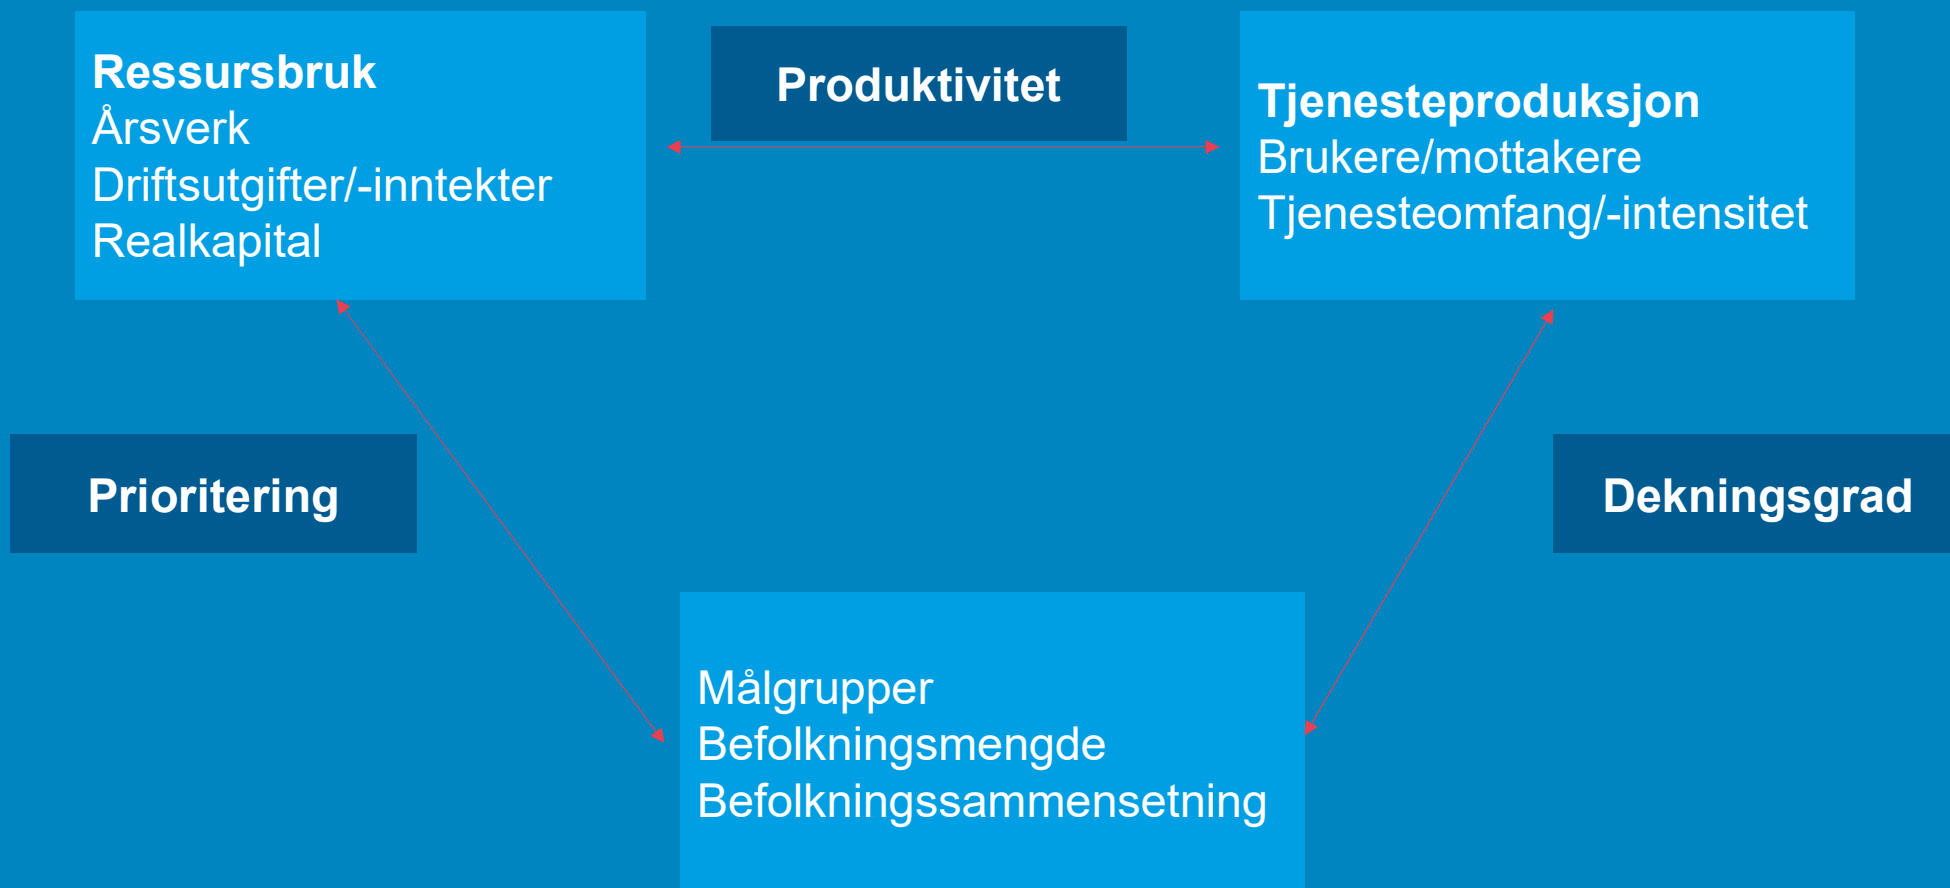 Ressursbruk
Årsverk
Driftsutgifter/-inntekter
Realkapital
Produktivitet
Tjenesteproduksjon
Brukere/mottakere
Tjenesteomfang/-intensitet
Prioritering
Dekningsgrad
Målgrupper
Befolkningsmengde
Befolkningssammensetning